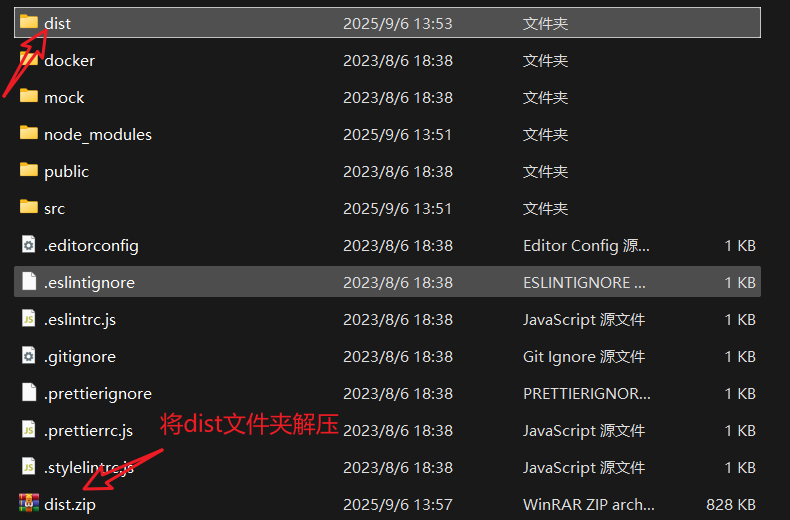 dist 2025/9/6 13:53 文件夹
docker 2023/8/6 18:38 文件夹
mock 2023/8/6 18:38 文件夹
node_modules 2025/9/6 13:51 文件夹
public 2023/8/6 18:38 文件夹
src 2025/9/6 13:51 文件夹
.editorconfig 2023/8/6 18:38 Editor Config 源... 1 KB
.eslintignore 2023/8/6 18:38 ESLINTIGNORE ... 1 KB
.eslintrc.js 2023/8/6 18:38 JavaScript 源文件 1 KB
.gitignore 2023/8/6 18:38 Git Ignore 源文件 1 KB
.prettierignore 2023/8/6 18:38 PRETTIERIGNOR... 1 KB
将dist文件夹解压
.prettierrc.js 2023/8/6 18:38 JavaScript 源文件 1 KB
.stylelintrc.js 2023/8/6 18:38 JavaScript 源文件 1 KB
dist.zip 2025/9/6 13:57 WinRAR ZIP arch... 828 KB